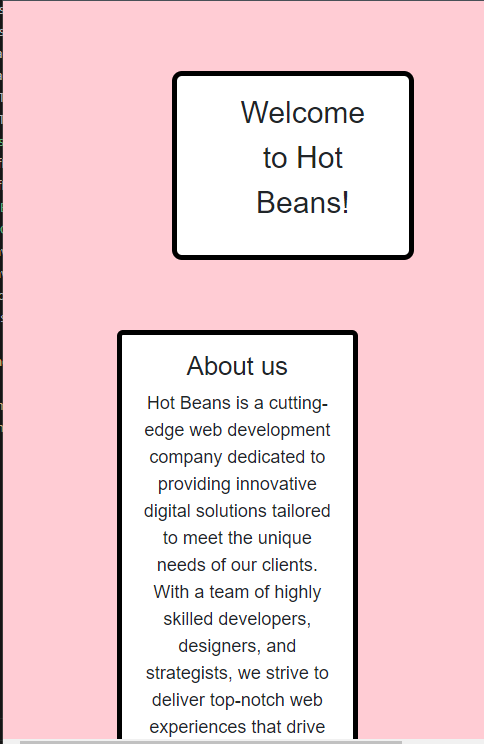 Welcome
to Hot
Beans!
About us
Hot Beans is a cutting-
edge web development
company dedicated to
providing innovative
digital solutions tailored
to meet the unique
needs of our clients.
With a team of highly
skilled developers,
designers, and
strategists, we strive to
deliver top-notch web
experiences that drive